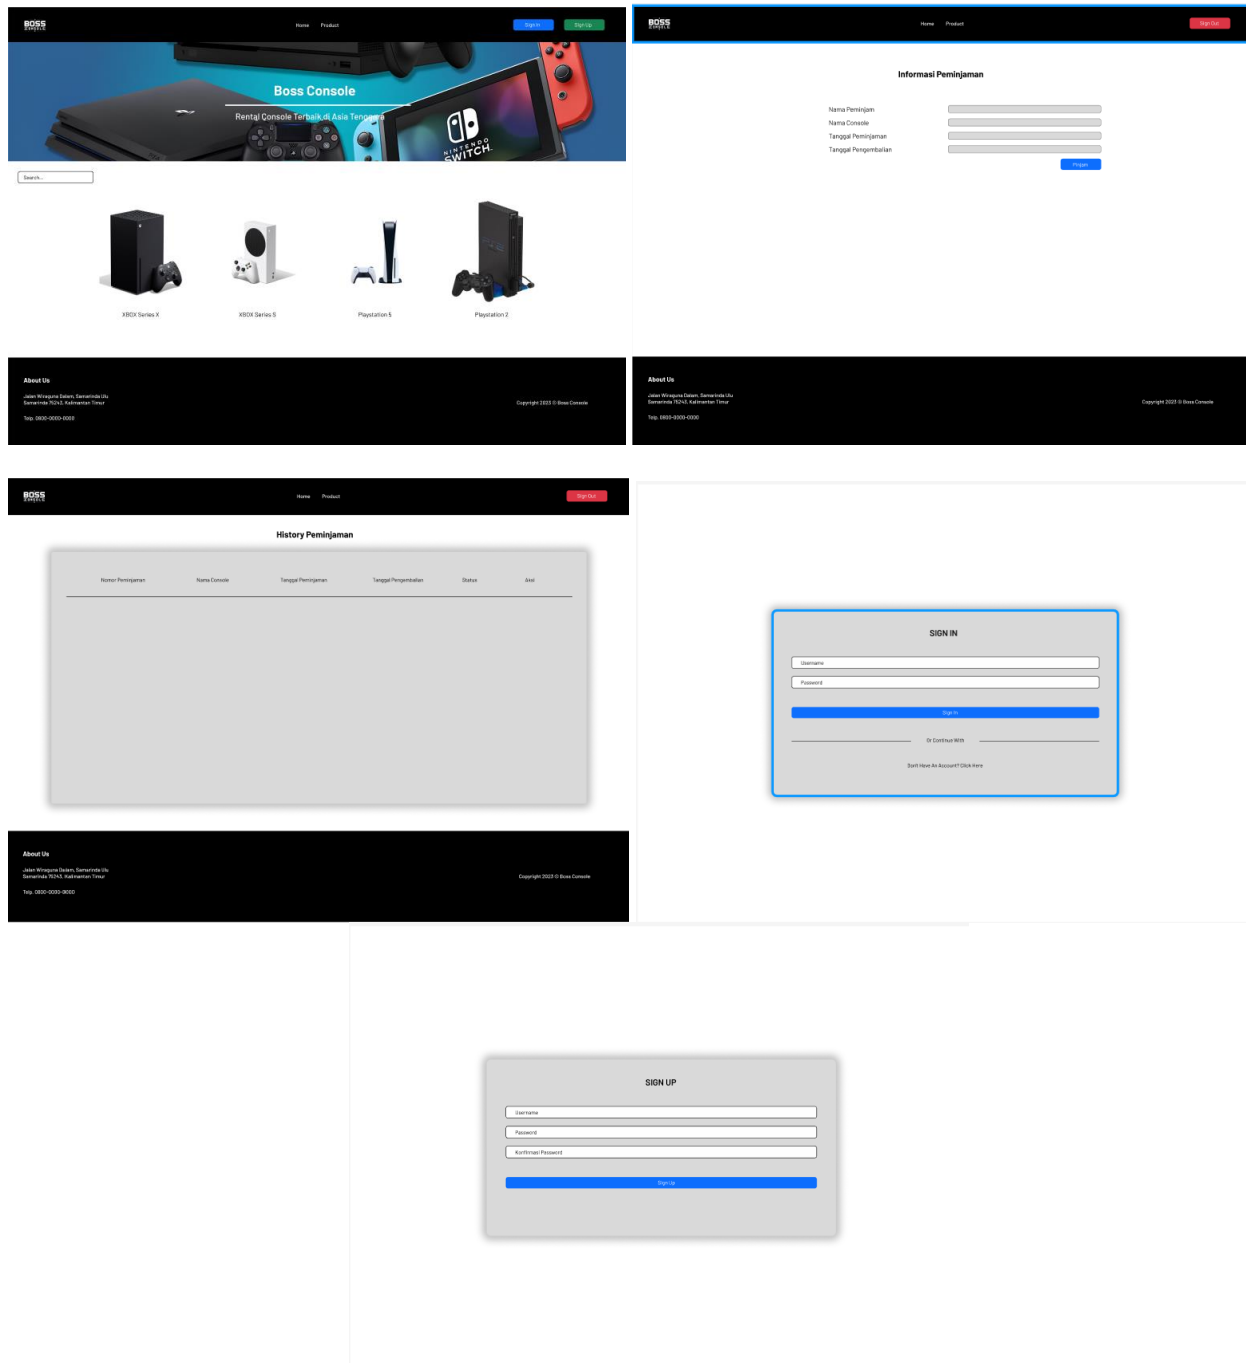 BOSS
CONSOLE
Home
Product
Sign In
Sign Up
Boss Console
Rental Console Terbaik di Asia Tenggara
NINTENDO
SWITCH
Search...
XBOX Series X
XBOX Series S
Playstation 5
Playstation 2
About Us
Jalan Wiraguna Dalam, Samarinda Ulu
Samarinda 75243, Kalimantan Timur
Telp. 0800-0000-0000
Copyright 2023 © Boss Console
BOSS
CONSOLE
Home
Product
Sign Out
Informasi Peminjaman
Nama Peminjam
Nama Console
Tanggal Peminjaman
Tanggal Pengembalian
Pinjam
About Us
Jalan Wiraguna Dalam, Samarinda Ulu
Samarinda 75243, Kalimantan Timur
Telp. 0800-0000-0000
Copyright 2023 © Boss Console
BOSS
CONSOLE
Home
Product
Sign Out
History Peminjaman
Nomor Peminjaman
Nama Console
Tanggal Peminjaman
Tanggal Pengembalian
Status
Aksi
About Us
Jalan Wiraguna Dalam, Samarinda Ulu
Samarinda 75243, Kalimantan Timur
Telp. 0800-0000-0000
Copyright 2023 © Boss Console
SIGN IN
Username
Password
Sign In
Or Continue With
Don't Have An Account? Click Here
SIGN UP
Username
Password
Konfirmasi Password
Sign Up